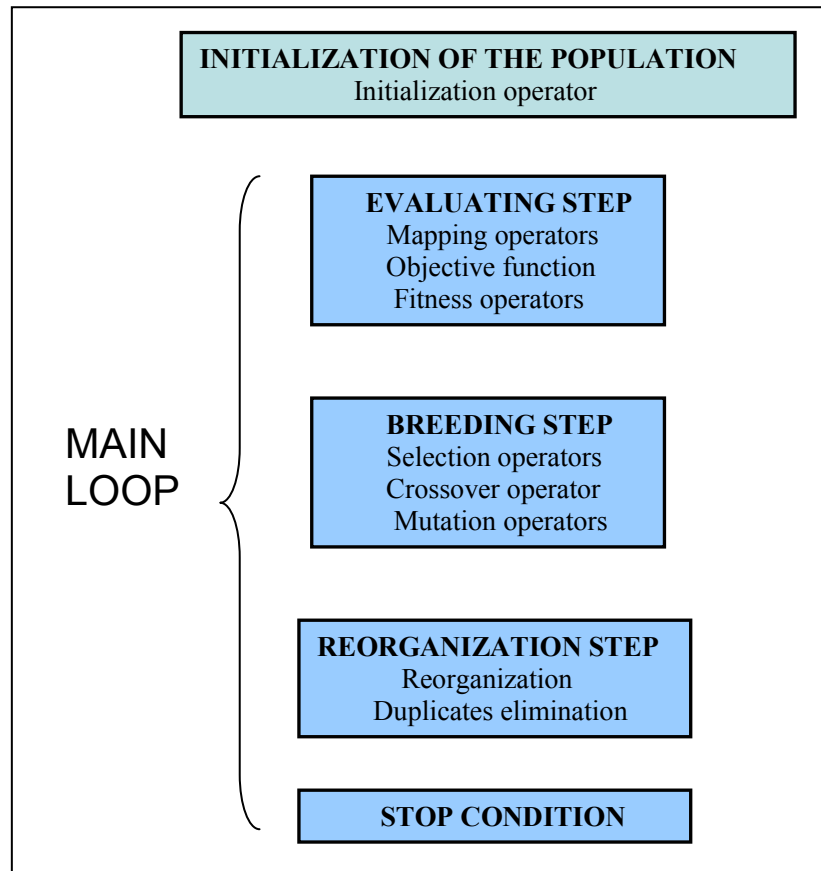 INITIALIZATION OF THE POPULATION
Initialization operator
EVALUATING STEP
Mapping operators
Objective function
Fitness operators
MAIN
LOOP
BREEDING STEP
Selection operators
Crossover operator
Mutation operators
REORGANIZATION STEP
Reorganization
Duplicates elimination
STOP CONDITION